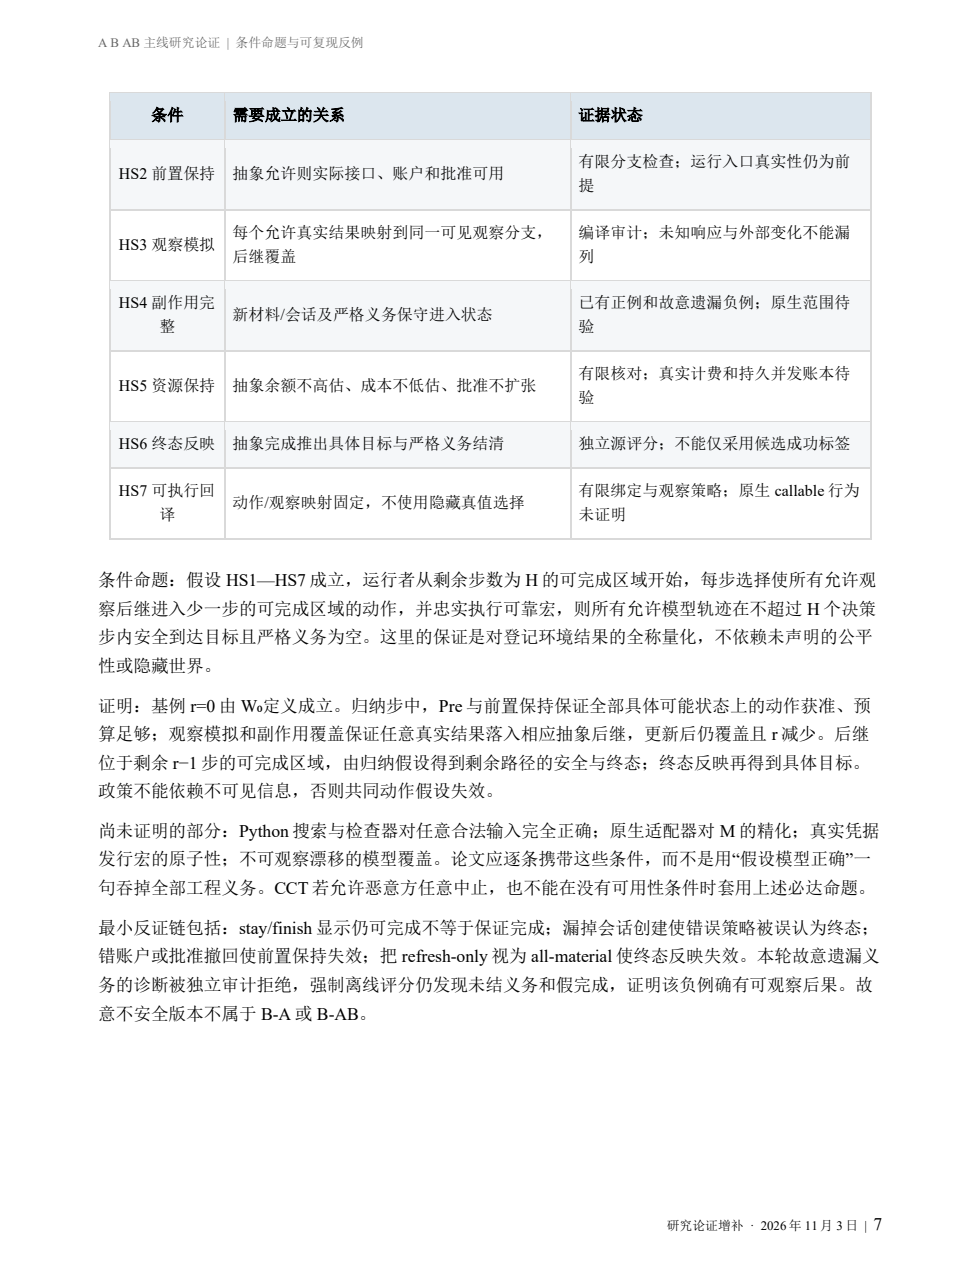 A B AB 主线研究论证 | 条件命题与可复现反例
条件 需要成立的关系 证据状态
HS2 前置保持 抽象允许则实际接口、账户和批准可用 有限分支检查；运行入口真实性仍为前
提
HS3 观察模拟 每个允许真实结果映射到同一可见观察分支，
后继覆盖
编译审计；未知响应与外部变化不能漏
列
HS4 副作用完
整
新材料/会话及严格义务保守进入状态
已有正例和故意遗漏负例；原生范围待
验
HS5 资源保持 抽象余额不高估、成本不低估、批准不扩张
有限核对；真实计费和持久并发账本待
验
HS6 终态反映 抽象完成推出具体目标与严格义务结清 独立源评分；不能仅采用候选成功标签
HS7 可执行回
译
动作/观察映射固定，不使用隐藏真值选择
有限绑定与观察策略；原生 callable 行为
未证明
条件命题：假设 HS1—HS7 成立，运行者从剩余步数为 H 的可完成区域开始，每步选择使所有允许观
察后继进入少一步的可完成区域的动作，并忠实执行可靠宏，则所有允许模型轨迹在不超过 H 个决策
步内安全到达目标且严格义务为空。这里的保证是对登记环境结果的全称量化，不依赖未声明的公平
性或隐藏世界。
证明：基例 r=0 由 W₀定义成立。归纳步中，Pre 与前置保持保证全部具体可能状态上的动作获准、预
算足够；观察模拟和副作用覆盖保证任意真实结果落入相应抽象后继，更新后仍覆盖且 r 减少。后继
位于剩余 r−1 步的可完成区域，由归纳假设得到剩余路径的安全与终态；终态反映再得到具体目标。
政策不能依赖不可见信息，否则共同动作假设失效。
尚未证明的部分：Python 搜索与检查器对任意合法输入完全正确；原生适配器对 M 的精化；真实凭据
发行宏的原子性；不可观察漂移的模型覆盖。论文应逐条携带这些条件，而不是用“假设模型正确”一
句吞掉全部工程义务。CCT 若允许恶意方任意中止，也不能在没有可用性条件时套用上述必达命题。
最小反证链包括：stay/finish 显示仍可完成不等于保证完成；漏掉会话创建使错误策略被误认为终态；
错账户或批准撤回使前置保持失效；把 refresh-only 视为 all-material 使终态反映失效。本轮故意遗漏义
务的诊断被独立审计拒绝，强制离线评分仍发现未结义务和假完成，证明该负例确有可观察后果。故
意不安全版本不属于 B-A 或 B-AB。
研究论证增补 · 2026 年 11 月 3 日 | 7